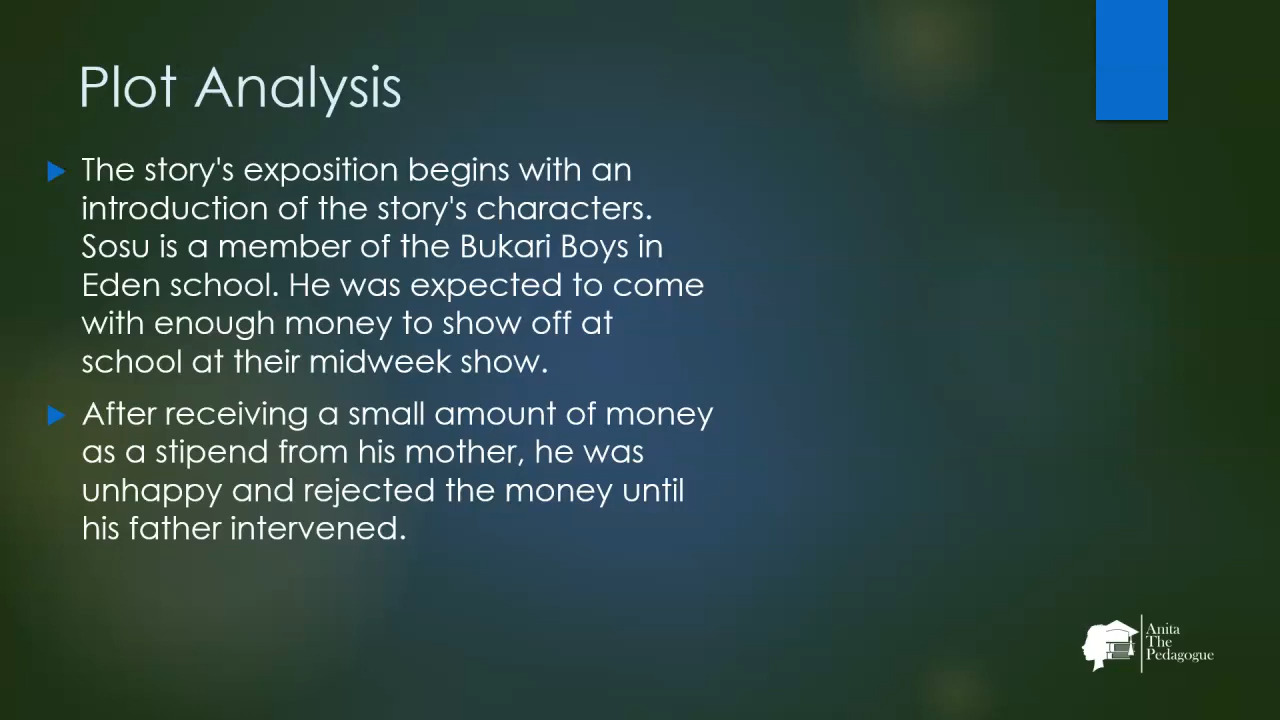 Plot Analysis
The story's exposition begins with an
introduction of the story's characters.
Sosu is a member of the Bukari Boys in
Eden school. He was expected to come
with enough money to show off at
school at their midweek show.
After receiving a small amount of money
as a stipend from his mother, he was
unhappy and rejected the money until
his father intervened.
Anita
The
Pedagogue